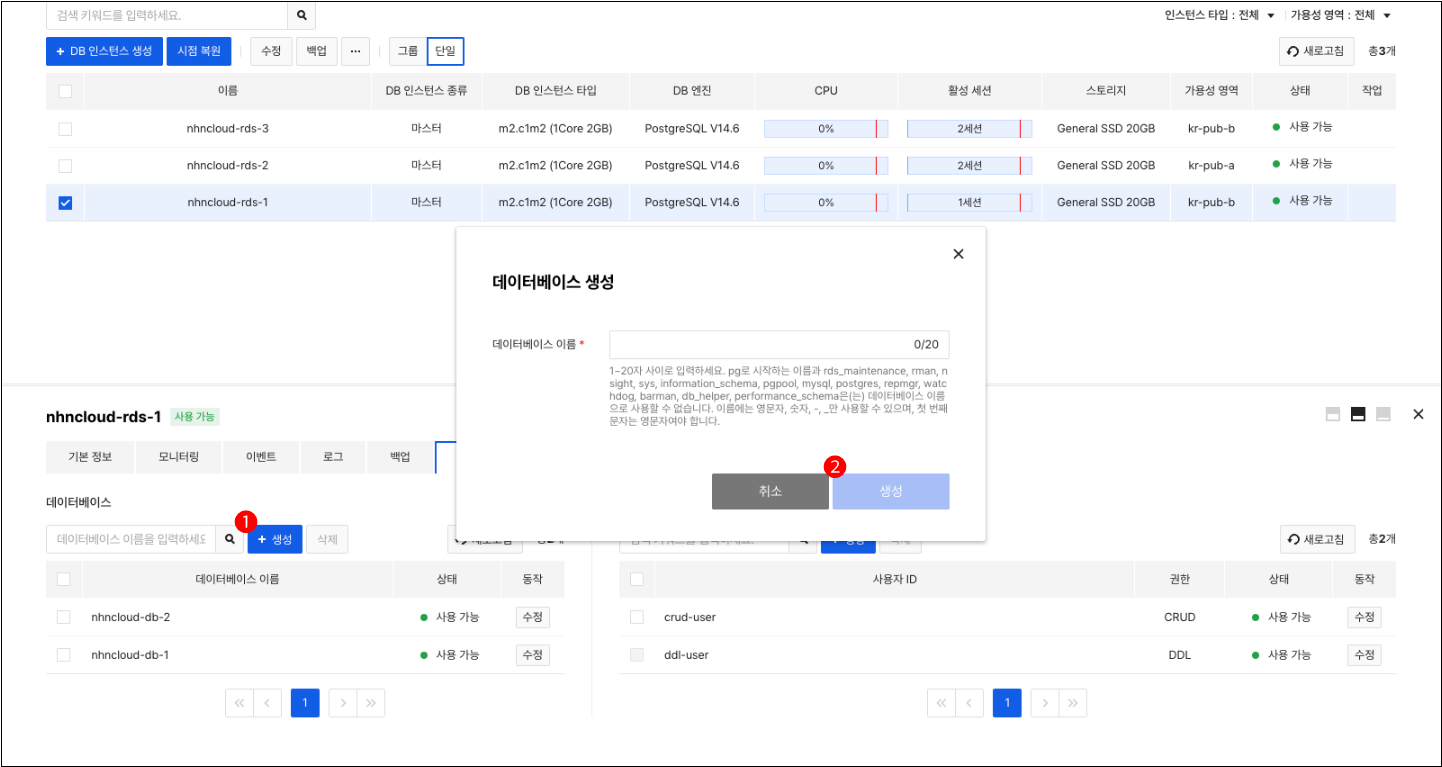 검색 키워드를 입력하세요.
인스턴스 타입 : 전체 가용성 영역 : 전체
+ DB 인스턴스 생성 시점 복원 수정 백업 ... 그룹 단일 새로고침 총3개
이름 DB 인스턴스 종류 DB 인스턴스 타입 DB 엔진 CPU 활성 세션 스토리지 가용성 영역 상태 작업
nhncloud-rds-3 마스터 m2.c1m2 (1Core 2GB) PostgreSQL V14.6 0% 2세션 General SSD 20GB kr-pub-b 사용 가능
nhncloud-rds-2 마스터 m2.c1m2 (1Core 2GB) PostgreSQL V14.6 0% 2세션 General SSD 20GB kr-pub-a 사용 가능
nhncloud-rds-1 마스터 m2.c1m2 (1Core 2GB) PostgreSQL V14.6 0% 1세션 General SSD 20GB kr-pub-b 사용 가능
데이터베이스 생성
데이터베이스 이름 *
0/20
1~20자 사이로 입력하세요. pg로 시작하는 이름과 rds_maintenance, rman, n
sight, sys, information_schema, pgpool, mysql, postgres, repmgr, watc
hdog, barman, db_helper, performance_schema은(는) 데이터베이스 이름
으로 사용할 수 없습니다. 이름에는 영문자, 숫자, -, _만 사용할 수 있으며, 첫 번째
문자는 영문자여야 합니다.
2
취소 생성
nhncloud-rds-1 사용 가능
기본 정보 모니터링 이벤트 로그 백업
데이터베이스
1
데이터베이스 이름을 입력하세요 + 생성 삭제
새로고침 총2개
데이터베이스 이름 상태 동작
nhncloud-db-2 사용 가능 수정
nhncloud-db-1 사용 가능 수정
1
사용자 ID 권한 상태 동작
crud-user CRUD 사용 가능 수정
ddl-user DDL 사용 가능 수정
1